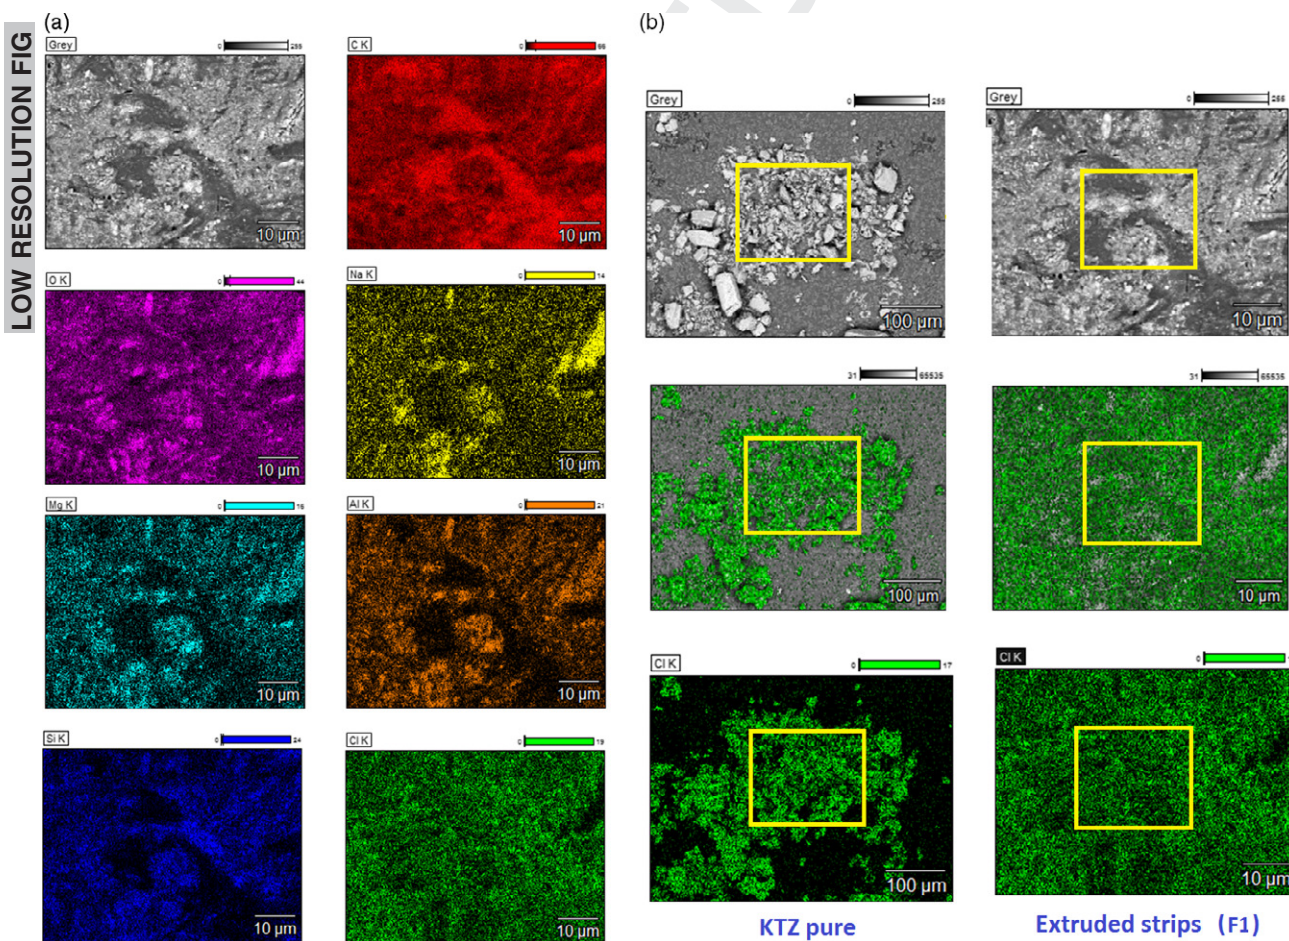 LOW RESOLUTION FIG
(a)
Grey
0 255
C K
0
10 µm
10 µm
O K
0 44
Na K
0 14
10 µm
10 µm
Mg K
0 16
Al K
0 21
10 µm
10 µm
Si K
0 24
Cl K
0 19
10 µm
10 µm
(b)
Grey
0 255
Grey
0 255
100 µm
10 µm
31 65535
31 65535
100 µm
10 µm
Cl K
0 17
Cl K
0
100 µm
10 µm
KTZ pure
Extruded strips (F1)